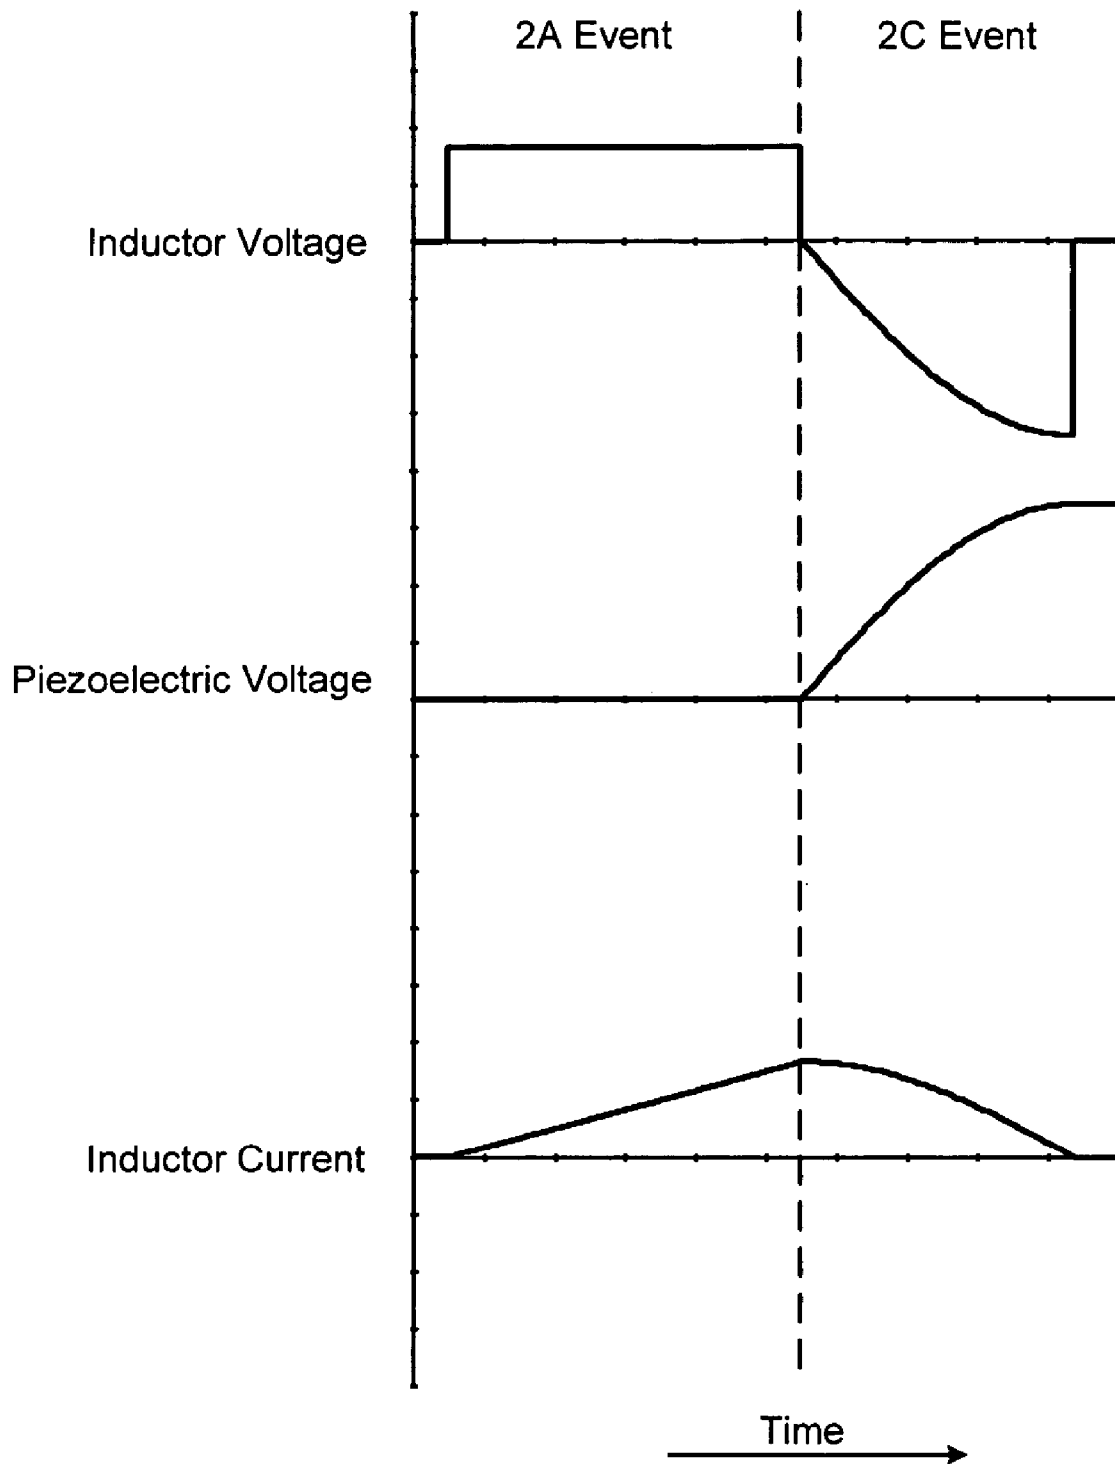 2A Event
2C Event
Inductor Voltage
Piezoelectric Voltage
Inductor Current
Time